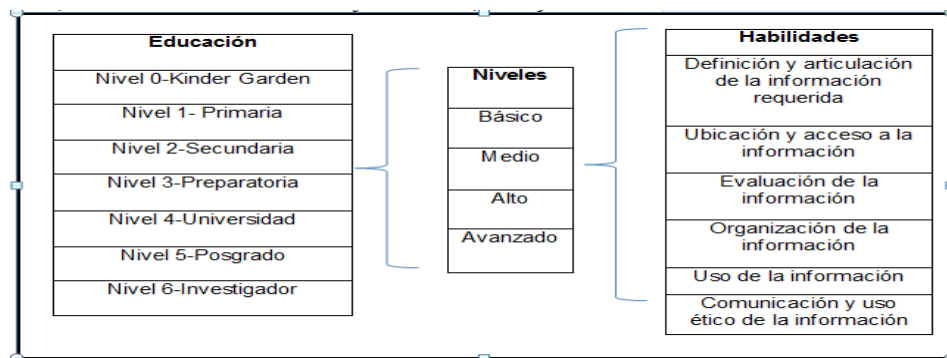 Educación
Nivel 0-Kinder Garden
Nivel 1- Primaria
Nivel 2-Secundaria
Nivel 3-Preparatoria
Nivel 4-Universidad
Nivel 5-Posgrado
Nivel 6-Investigador
Niveles
Básico
Medio
Alto
Avanzado
Habilidades
Definición y articulación
de la información
requerida
Ubicación y acceso a la
información
Evaluación de la
información
Organización de la
información
Uso de la información
Comunicación y uso
ético de la información